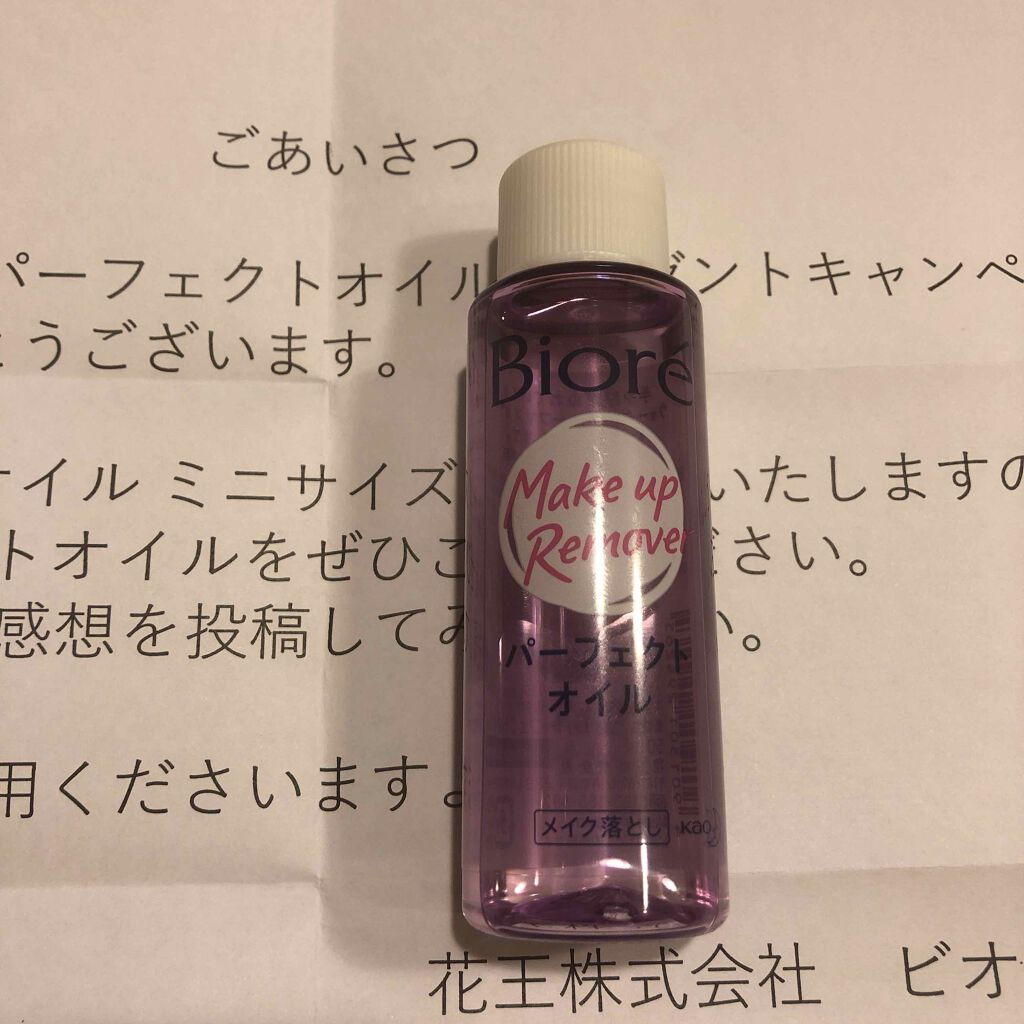 ごあいさつ
パーフェクトオイル ゼントキャンペ
うございます。
オイル ミニサイズ いたしますの
トオイルをぜひご ださい。
感想を投稿してみ い。
用くださいます
花王株式会社 ビオ
Bioré
Make up
Remover
パーフェクト
オイル
メイク落とし
Kao